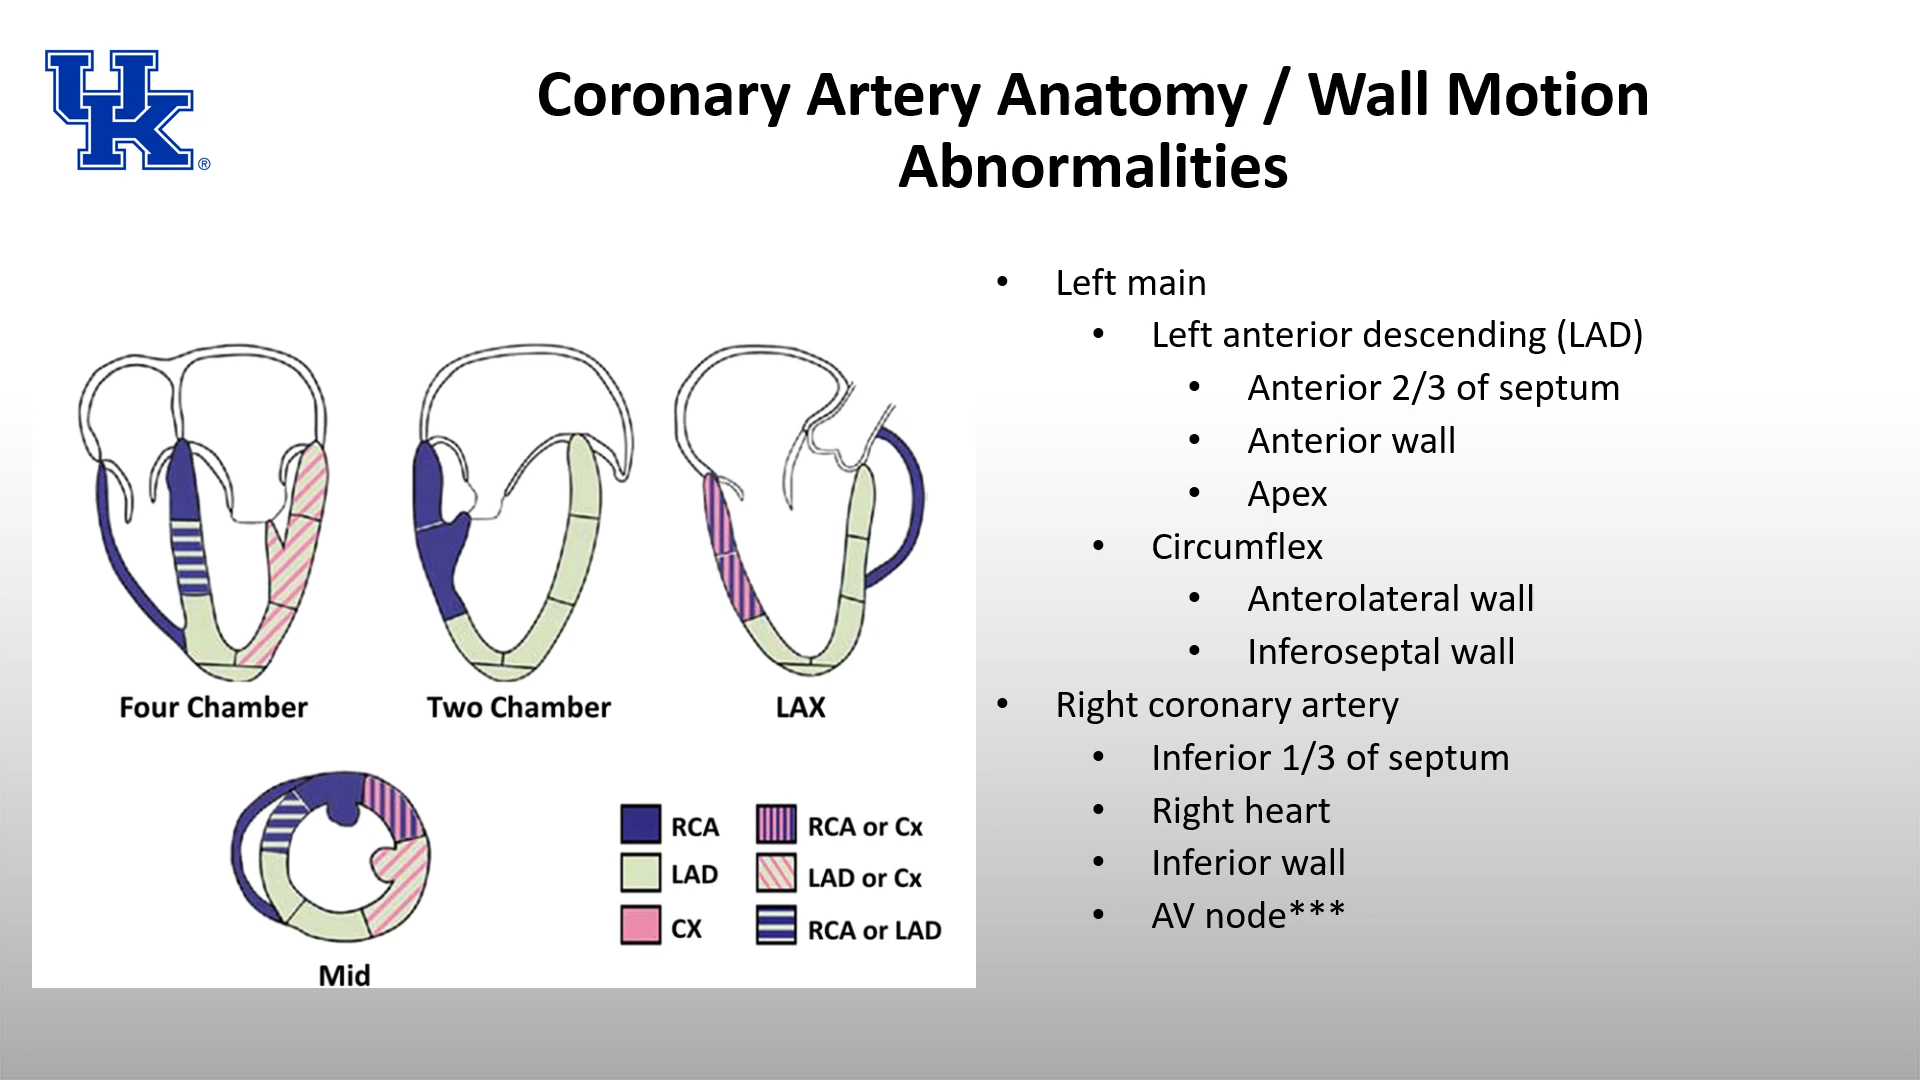 UK®
Coronary Artery Anatomy / Wall Motion
Abnormalities
Four Chamber
Two Chamber
LAX
Mid
RCA
LAD
CX
RCA or Cx
LAD or Cx
RCA or LAD
• Left main
• Left anterior descending (LAD)
• Anterior 2/3 of septum
• Anterior wall
• Apex
• Circumflex
• Anterolateral wall
• Inferoseptal wall
• Right coronary artery
• Inferior 1/3 of septum
• Right heart
• Inferior wall
• AV node***